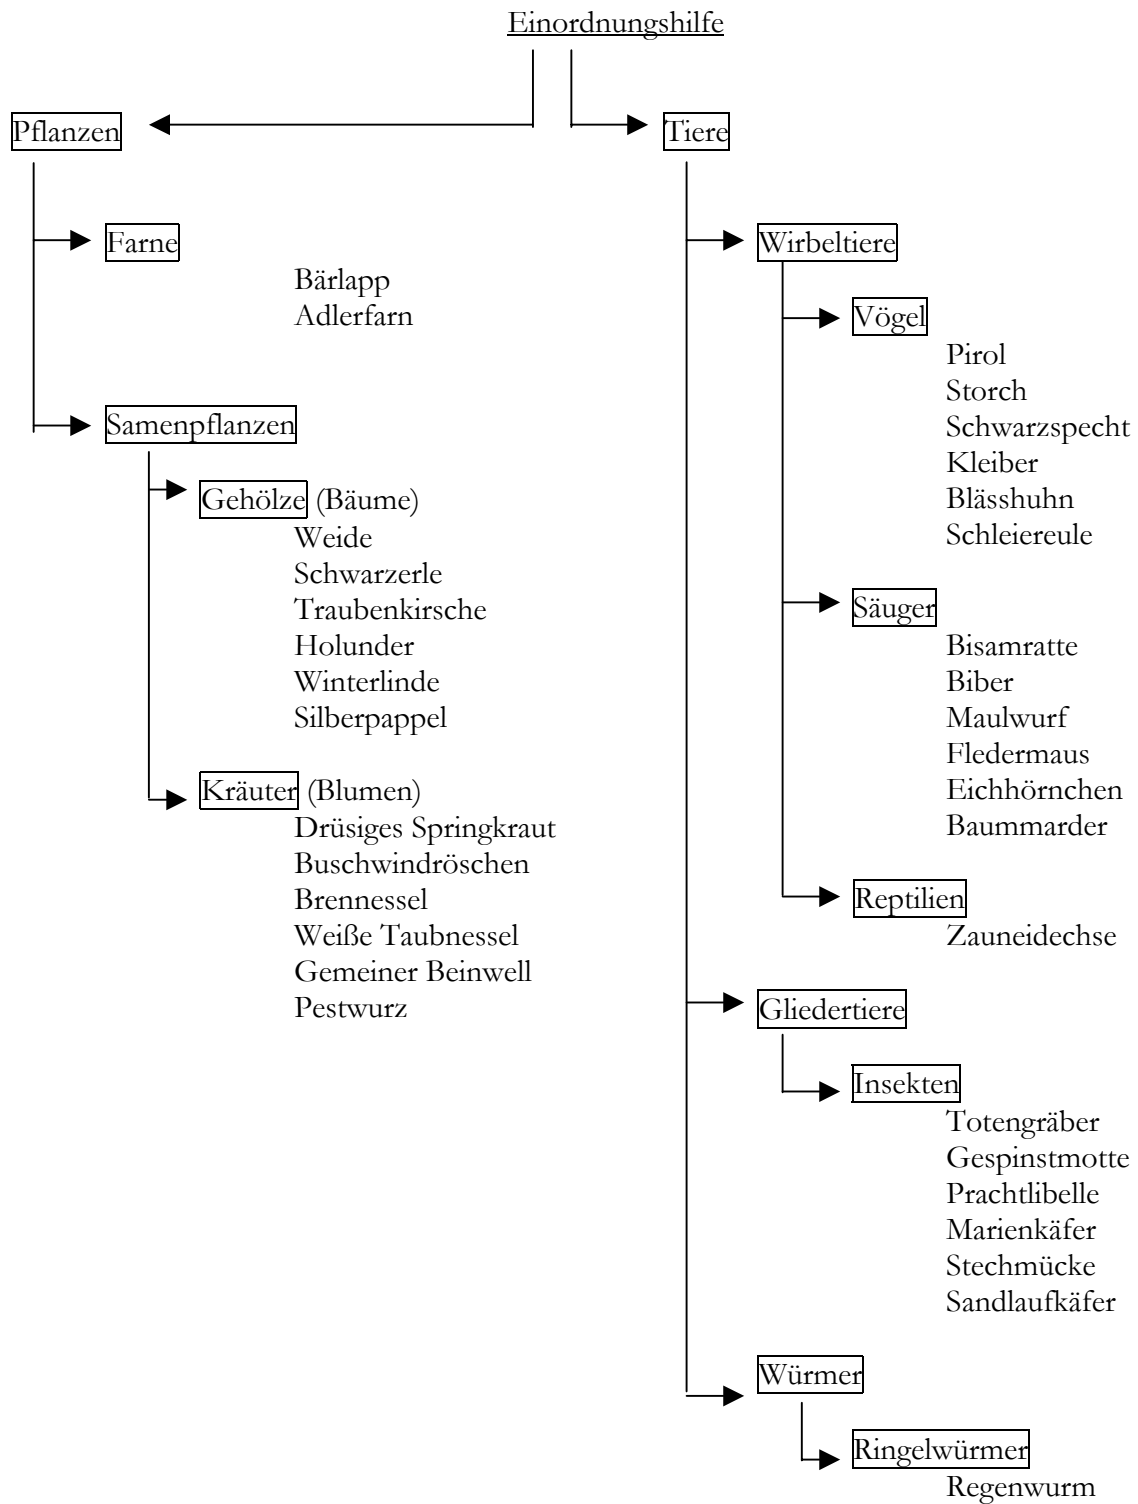 Einordnungshilfe
Pflanzen
Farne
Bärlapp
Adlerfarn
Samenpflanzen
Gehölze (Bäume)
Weide
Schwarzerle
Traubenkirsche
Holunder
Winterlinde
Silberpappel
Kräuter (Blumen)
Drüsiges Springkraut
Buschwindröschen
Brennessel
Weiße Taubnessel
Gemeiner Beinwell
Pestwurz
Tiere
Wirbeltiere
Vögel
Pirol
Storch
Schwarzspecht
Kleiber
Blässhuhn
Schleiereule
Säuger
Bisamratte
Biber
Maulwurf
Fledermaus
Eichhörnchen
Baummarder
Reptilien
Zauneidechse
Gliedertiere
Insekten
Totengräber
Gespinstmotte
Prachtlibelle
Marienkäfer
Stechmücke
Sandlaufkäfer
Würmer
Ringelwürmer
Regenwurm